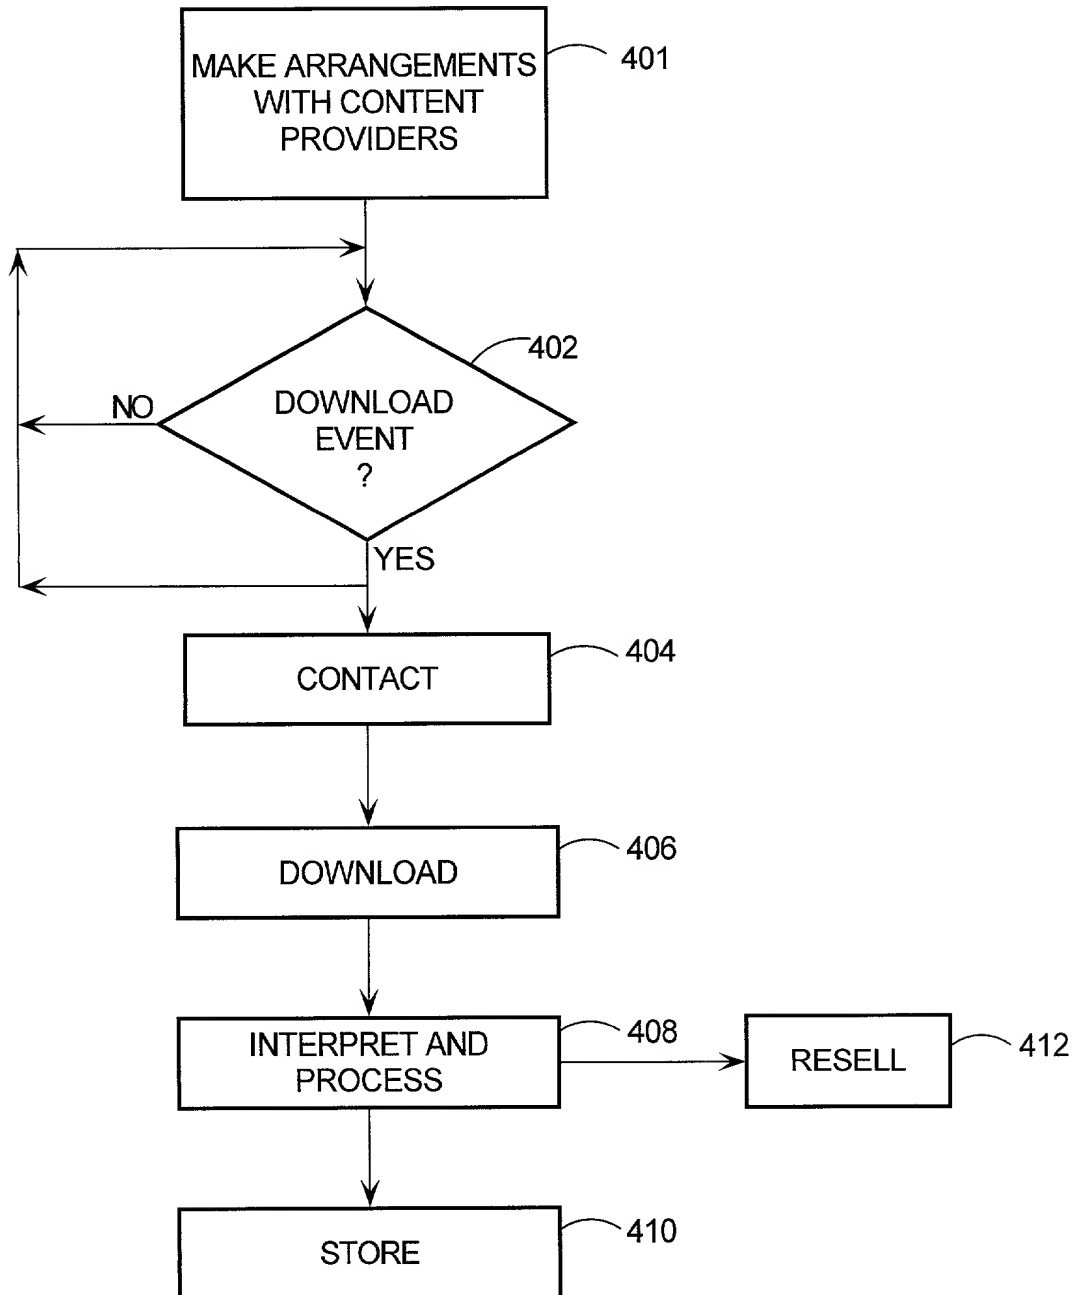 MAKE ARRANGEMENTS
WITH CONTENT
PROVIDERS
401
402
DOWNLOAD
EVENT
?
NO
YES
404
CONTACT
406
DOWNLOAD
408
INTERPRET AND
PROCESS
412
RESELL
410
STORE